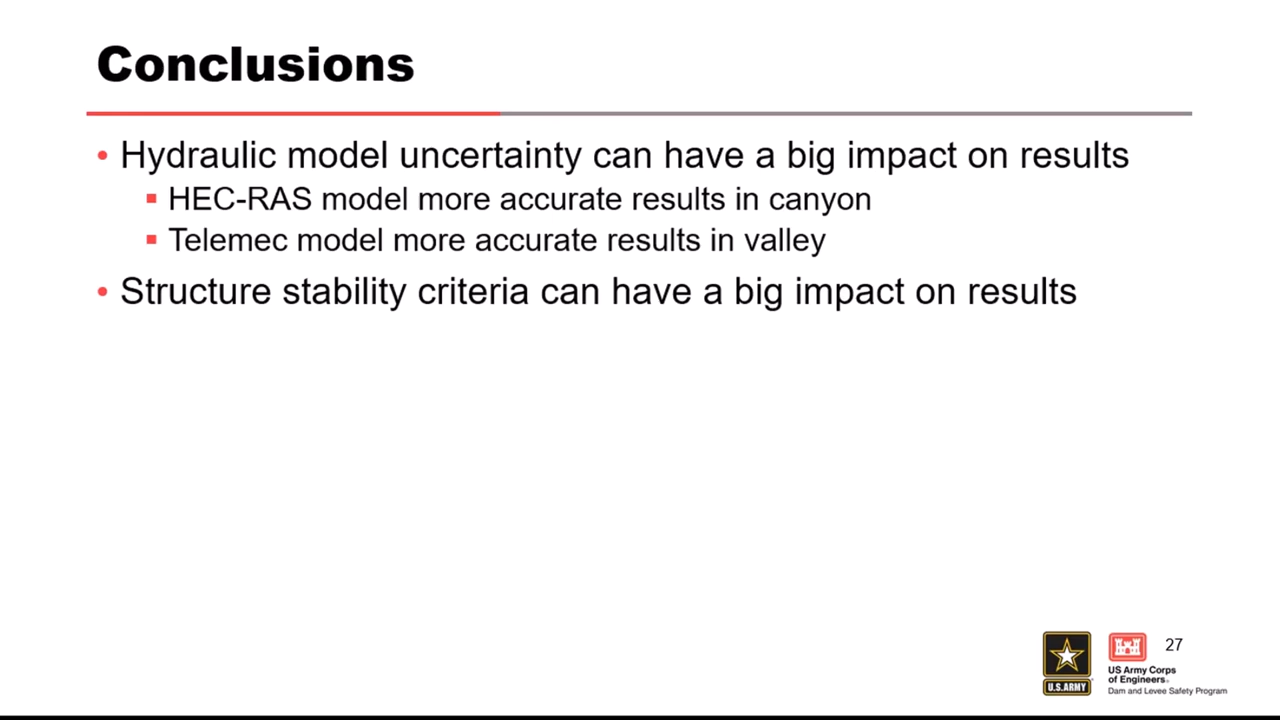 Conclusions
• Hydraulic model uncertainty can have a big impact on results
▪ HEC-RAS model more accurate results in canyon
▪ Telemec model more accurate results in valley
• Structure stability criteria can have a big impact on results
27
U.S.ARMY
US Army Corps
of Engineers®
Dam and Levee Safety Program